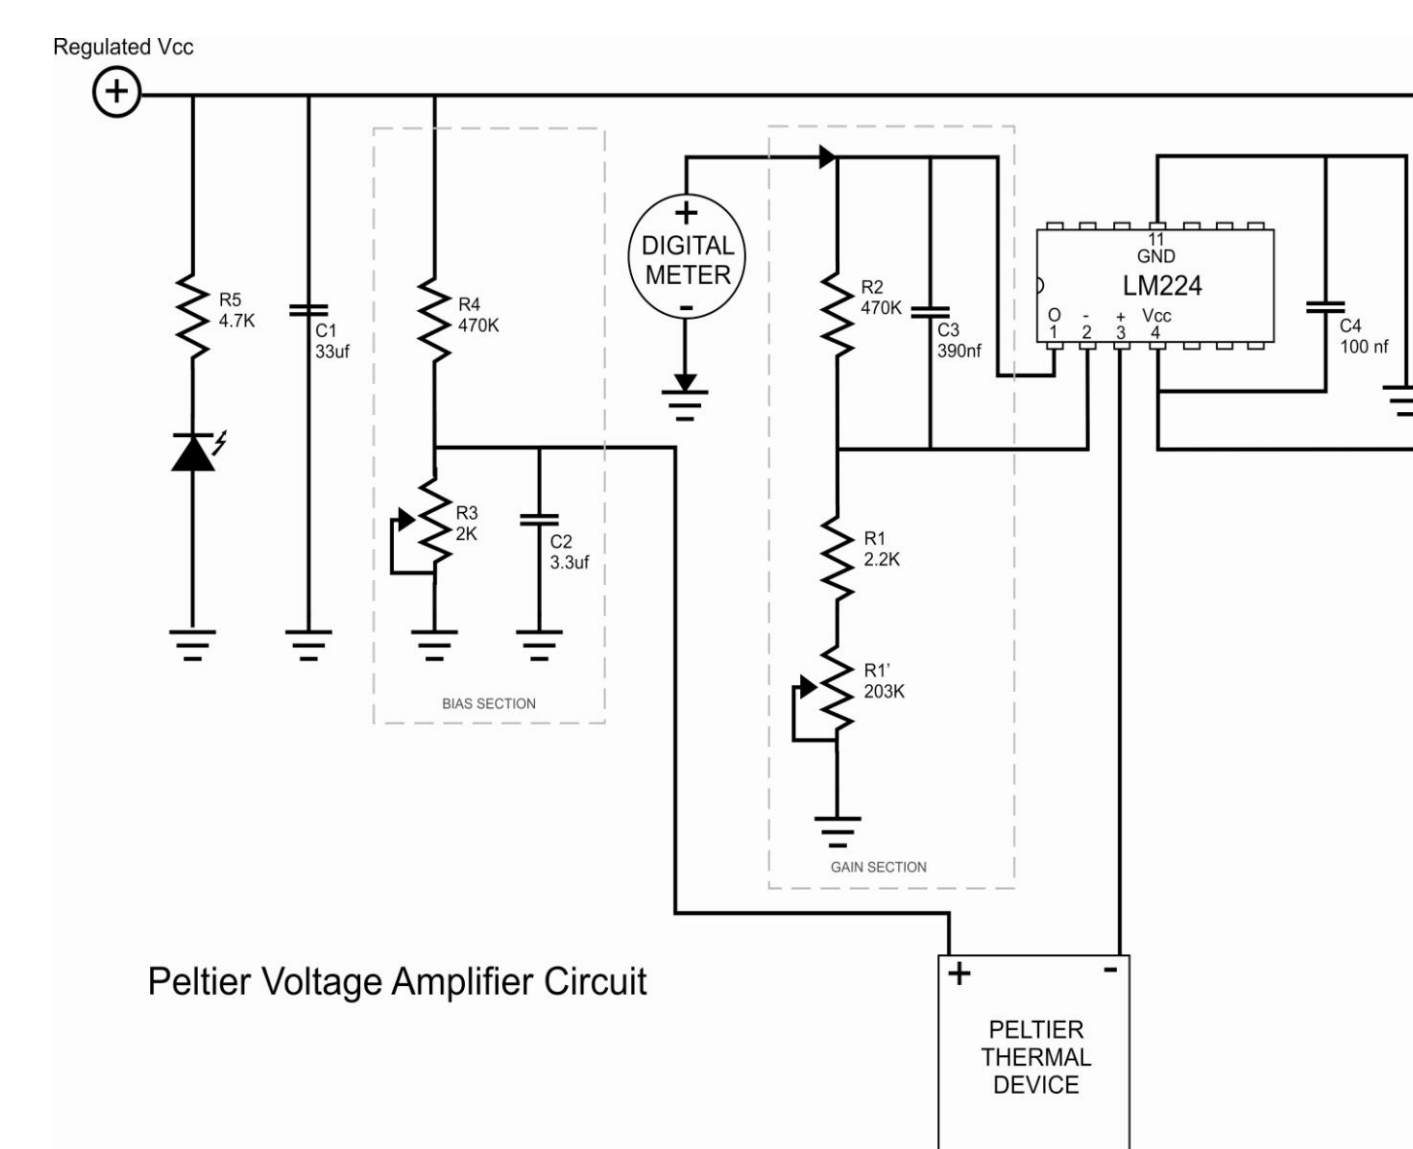 Regulated Vcc
+
R5
4.7K
C1
33uf
R4
470K
R3
2K
C2
3.3uf
BIAS SECTION
+
DIGITAL
METER
-
R2
470K
C3
390nf
R1
2.2K
R1’
203K
GAIN SECTION
11
GND
LM224
O - + Vcc
1 2 3 4
C4
100 nf
Peltier Voltage Amplifier Circuit
+ -
PELTIER
THERMAL
DEVICE